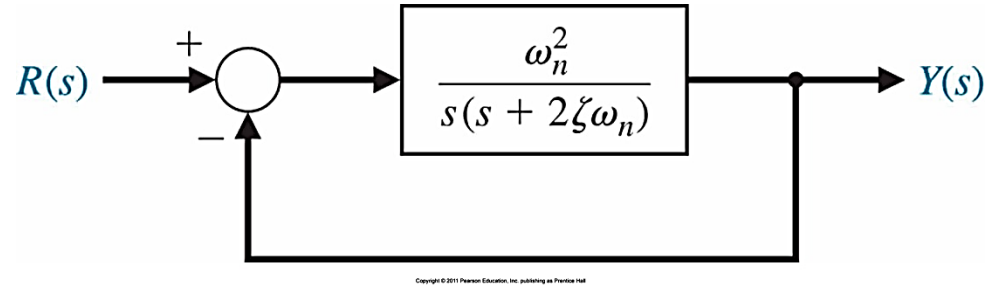 +
R(s)
ω_n^2
s(s + 2ζω_n)
Y(s)
−
Copyright © 2011 Pearson Education, Inc. publishing as Prentice Hall